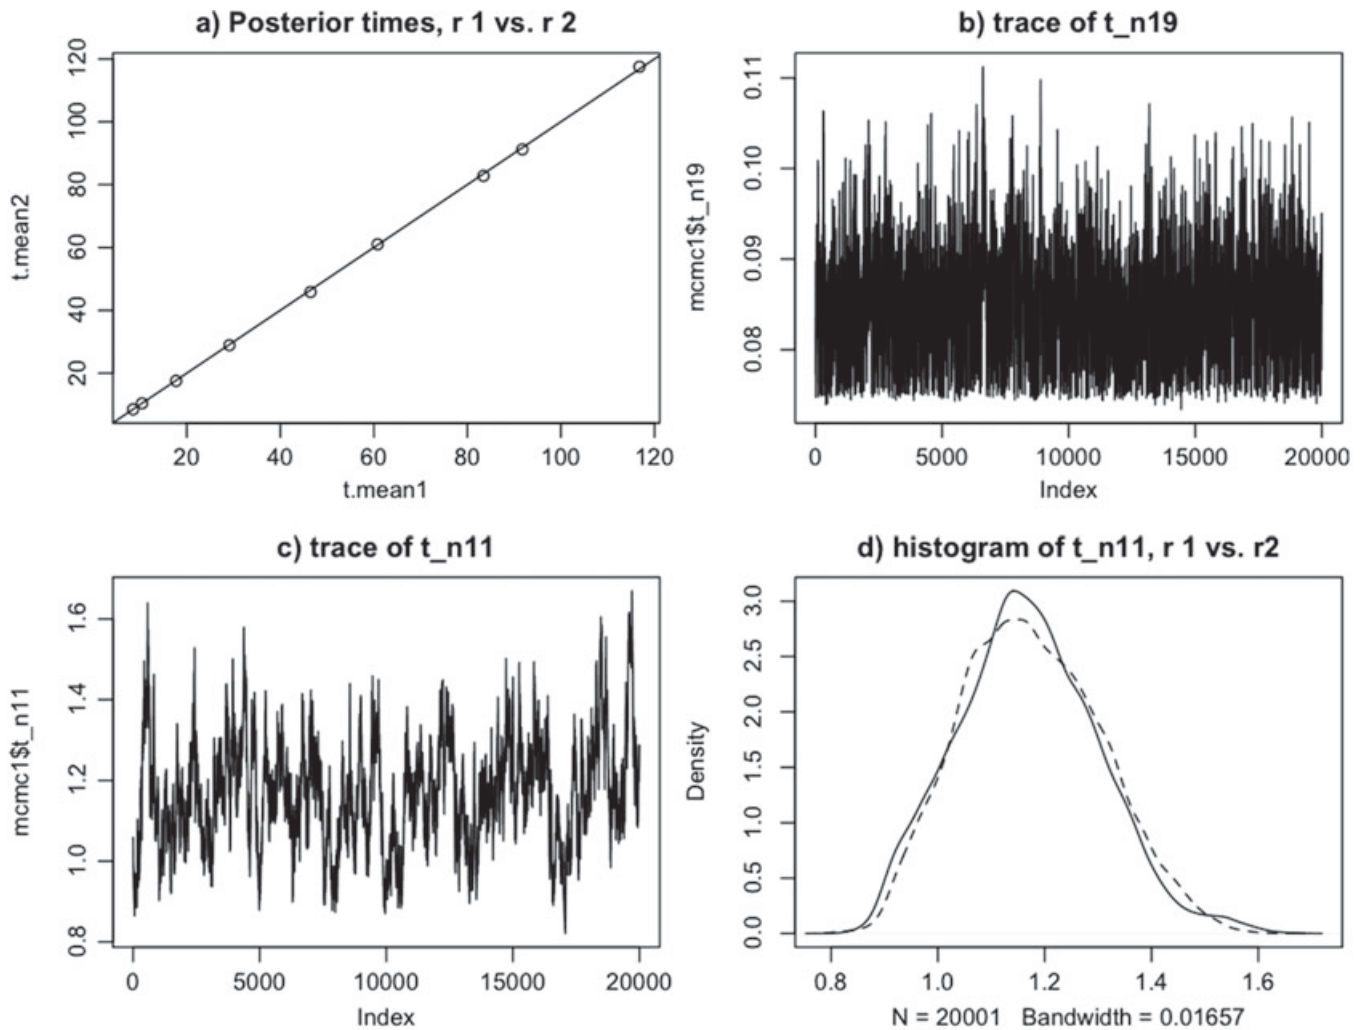 a) Posterior times, r 1 vs. r 2
t.mean2
20
40
60
80
100
120
20 40 60 80 100 120
t.mean1
b) trace of t_n19
mcmc1$t_n19
0.08
0.09
0.10
0.11
0 5000 10000 15000 20000
Index
c) trace of t_n11
mcmc1$t_n11
0.8
1.0
1.2
1.4
1.6
0 5000 10000 15000 20000
Index
d) histogram of t_n11, r 1 vs. r2
Density
0.0
0.5
1.0
1.5
2.0
2.5
3.0
0.8 1.0 1.2 1.4 1.6
N = 20001 Bandwidth = 0.01657